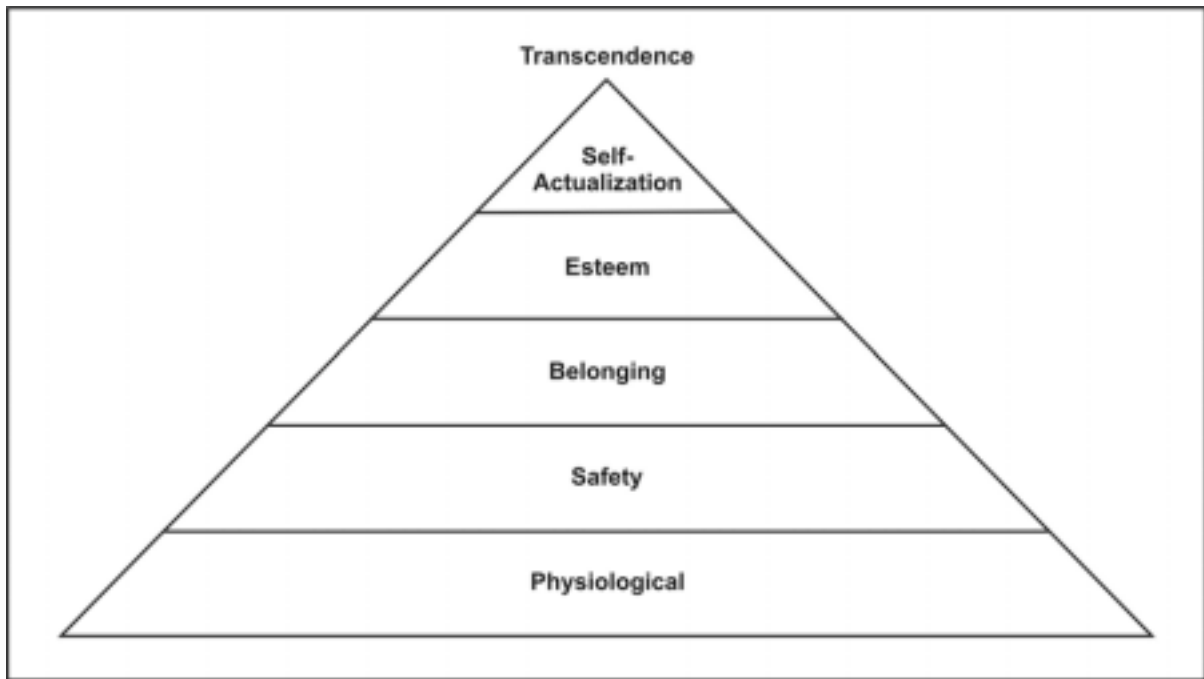 Transcendence
Self-
Actualization
Esteem
Belonging
Safety
Physiological